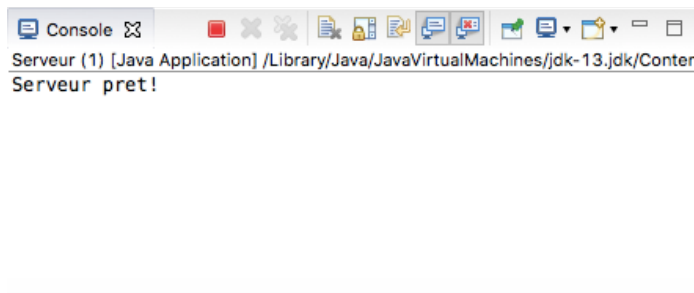 Console
Serveur (1) [Java Application] /Library/Java/JavaVirtualMachines/jdk-13.jdk/Conter
Serveur pret!